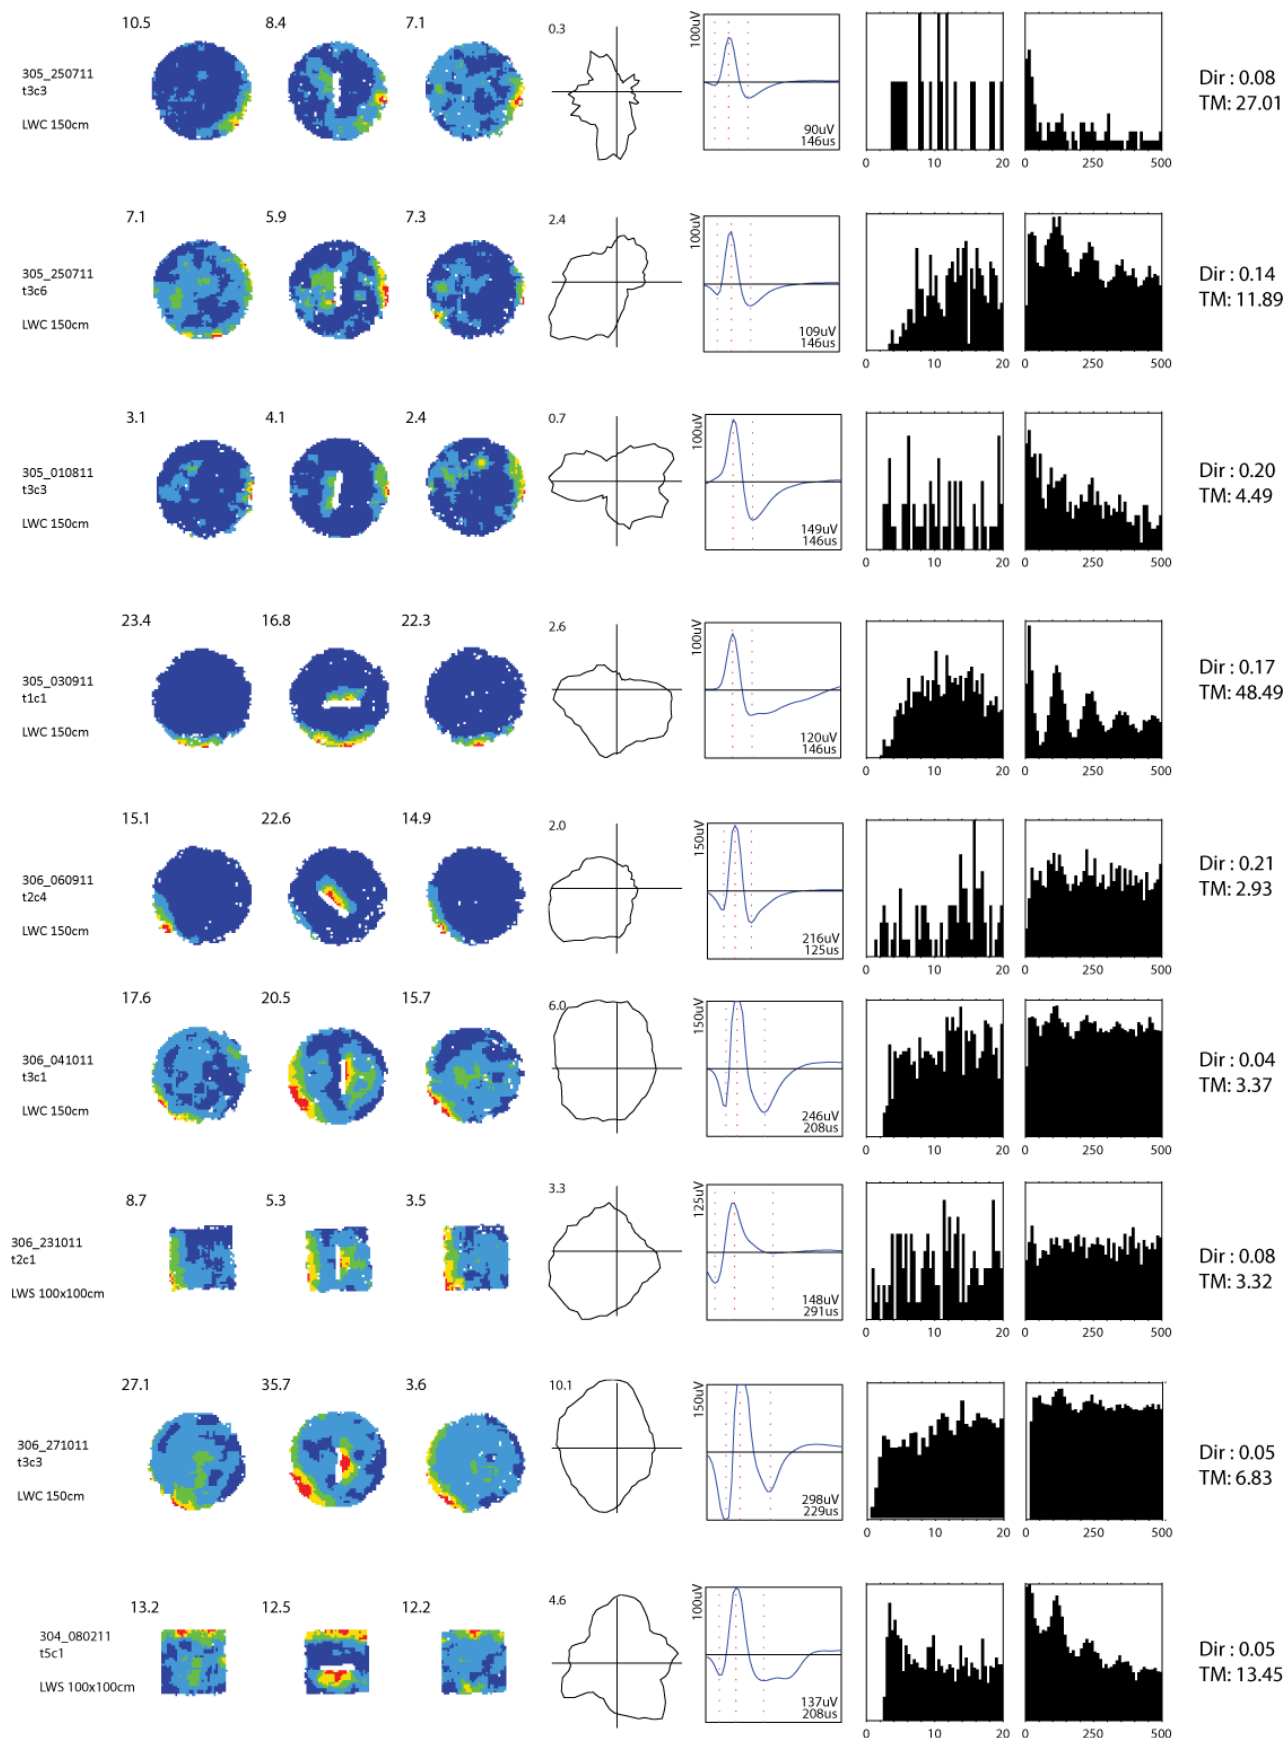 10.5 8.4 7.1 0.3
305_250711
t3c3
LWC 150cm
100uV
90uV
146us
0 10 20 0 250 500
Dir : 0.08
TM: 27.01
7.1 5.9 7.3 2.4
305_250711
t3c6
LWC 150cm
100uV
109uV
146us
0 10 20 0 250 500
Dir : 0.14
TM: 11.89
3.1 4.1 2.4 0.7
305_010811
t3c3
LWC 150cm
100uV
149uV
146us
0 10 20 0 250 500
Dir : 0.20
TM: 4.49
23.4 16.8 22.3 2.6
305_030911
t1c1
LWC 150cm
100uV
120uV
146us
0 10 20 0 250 500
Dir : 0.17
TM: 48.49
15.1 22.6 14.9 2.0
306_060911
t2c4
LWC 150cm
150uV
216uV
125us
0 10 20 0 250 500
Dir : 0.21
TM: 2.93
17.6 20.5 15.7 6.0
306_041011
t3c1
LWC 150cm
150uV
246uV
208us
0 10 20 0 250 500
Dir : 0.04
TM: 3.37
8.7 5.3 3.5 3.3
306_231011
t2c1
LWS 100x100cm
125uV
148uV
291us
0 10 20 0 250 500
Dir : 0.08
TM: 3.32
27.1 35.7 3.6 10.1
306_271011
t3c3
LWC 150cm
150uV
298uV
229us
0 10 20 0 250 500
Dir : 0.05
TM: 6.83
13.2 12.5 12.2 4.6
304_080211
t5c1
LWS 100x100cm
100uV
137uV
208us
0 10 20 0 250 500
Dir : 0.05
TM: 13.45